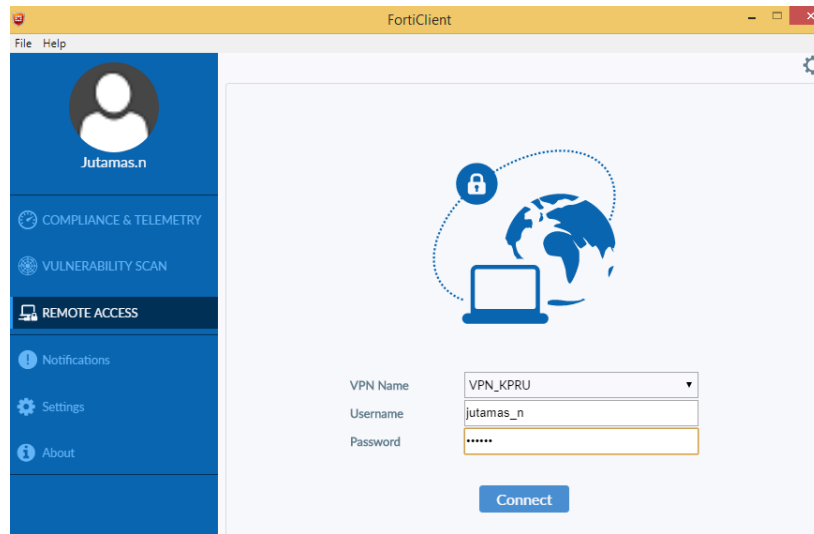 FortiClient
File Help
Jutamas.n
COMPLIANCE & TELEMETRY
VULNERABILITY SCAN
REMOTE ACCESS
Notifications
Settings
About
VPN Name VPN_KPRU
Username jutamas_n
Password ••••••
Connect